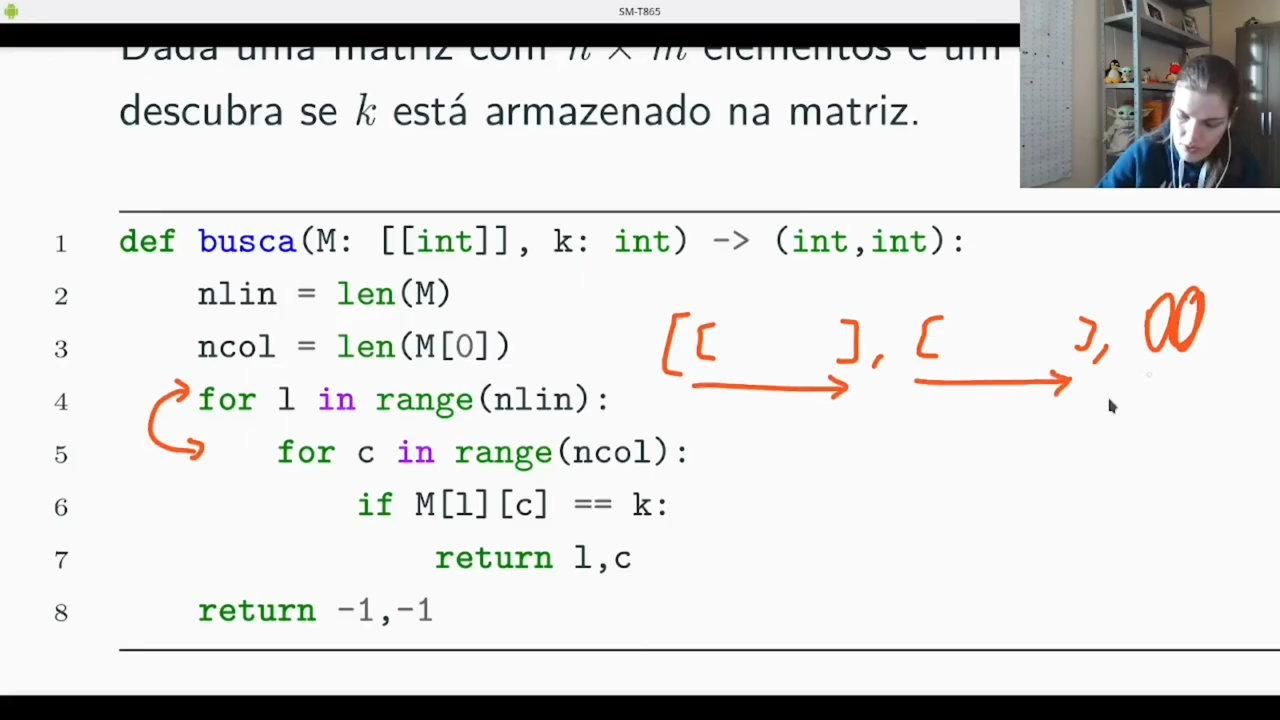 SM-T865
Dada uma matriz com n × m elementos e um
descubra se k está armazenado na matriz.
1 def busca(M: [[int]], k: int) -> (int,int):
2 nlin = len(M)
3 ncol = len(M[0])
[[ ], [ ],
4 for l in range(nlin):
5 for c in range(ncol):
6 if M[l][c] == k:
7 return l,c
8 return -1,-1